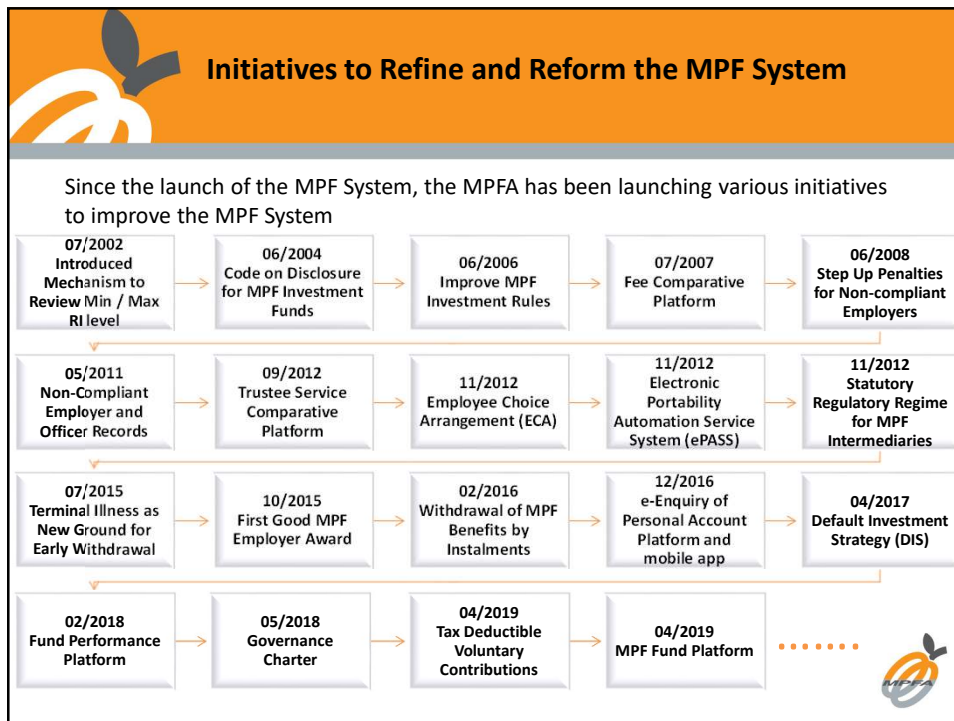 Initiatives to Refine and Reform the MPF System
Since the launch of the MPF System, the MPFA has been launching various initiatives
to improve the MPF System
07/2002
Introduced
Mechanism to
Review Min / Max
RI level
06/2004
Code on Disclosure
for MPF Investment
Funds
06/2006
Improve MPF
Investment Rules
07/2007
Fee Comparative
Platform
06/2008
Step Up Penalties
for Non-compliant
Employers
05/2011
Non-Compliant
Employer and
Officer Records
09/2012
Trustee Service
Comparative
Platform
11/2012
Employee Choice
Arrangement (ECA)
11/2012
Electronic
Portability
Automation Service
System (ePASS)
11/2012
Statutory
Regulatory Regime
for MPF
Intermediaries
07/2015
Terminal Illness as
New Ground for
Early Withdrawal
10/2015
First Good MPF
Employer Award
02/2016
Withdrawal of MPF
Benefits by
Instalments
12/2016
e-Enquiry of
Personal Account
Platform and
mobile app
04/2017
Default Investment
Strategy (DIS)
02/2018
Fund Performance
Platform
05/2018
Governance
Charter
04/2019
Tax Deductible
Voluntary
Contributions
04/2019
MPF Fund Platform
MPFA